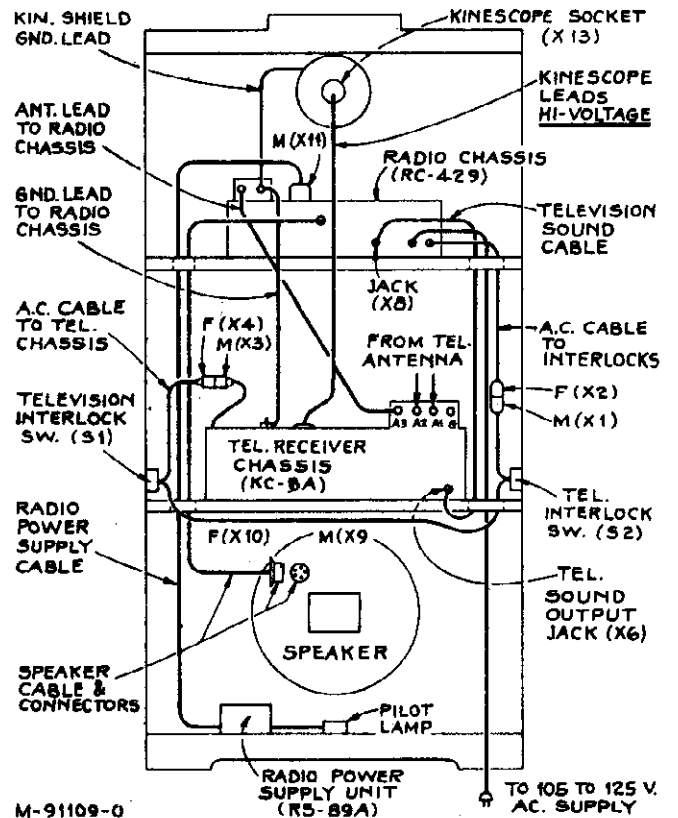 KIN. SHIELD
GND. LEAD
KINESCOPE SOCKET
(X13)
KINESCOPE
LEADS
HI-VOLTAGE
ANT. LEAD
TO RADIO
CHASSIS
M(X11)
RADIO CHASSIS
(RC-429)
GND. LEAD
TO RADIO
CHASSIS
TELEVISION
SOUND
CABLE
JACK
(X8)
A.C. CABLE
TO TEL.
CHASSIS
F(X4)
M(X3)
FROM TEL.
ANTENNA
A.C. CABLE
TO
INTERLOCKS
F(X2)
M(X1)
TELEVISION
INTERLOCK
SW. (S1)
A3 A2 A1 G
TEL. RECEIVER
CHASSIS
(KC-8A)
TEL.
INTERLOCK
SW. (S2)
RADIO
POWER
SUPPLY
CABLE
F(X10)
M(X9
TEL.
SOUND
OUTPUT
JACK (X6)
SPEAKER
SPEAKER
CABLE &
CONNECTORS
PILOT
LAMP
RADIO POWER
SUPPLY UNIT
(RS-89A)
TO 105 TO 125 V.
AC. SUPPLY
M-91109-0